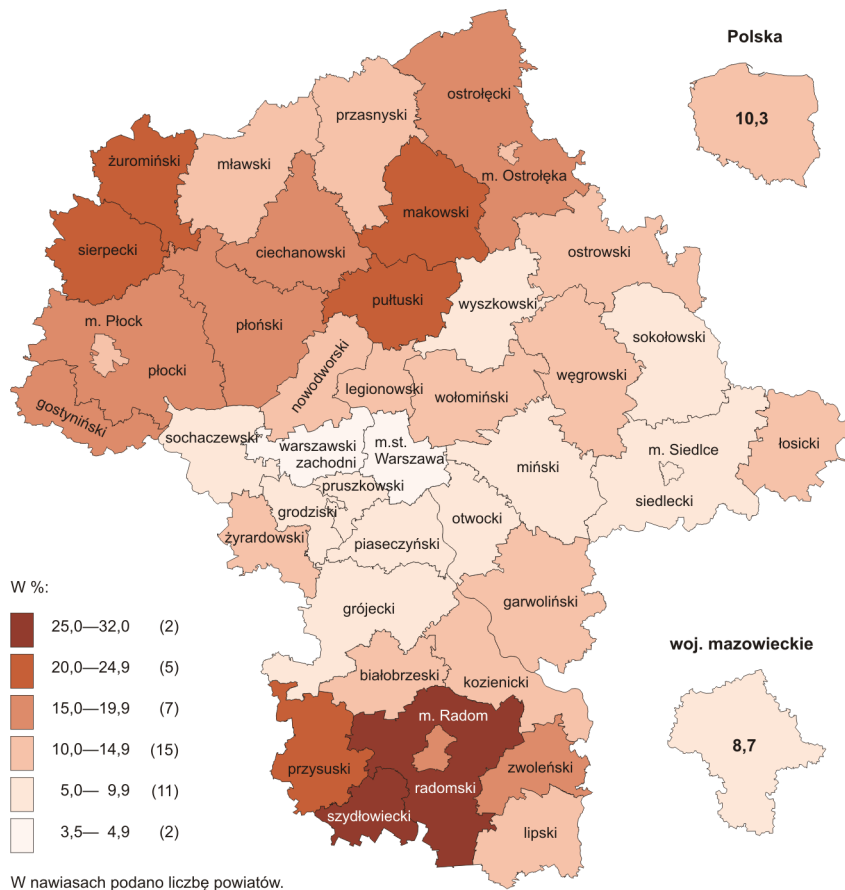 Polska
10,3
ostrołęcki
przasnyski
żuromiński
mławski
m. Ostrołęka
makowski
sierpecki
ciechanowski
ostrowski
pułtuski
wyszkowski
m. Płock
płoński
sokołowski
nowodworski
płocki
legionowski
wołomiński
węgrowski
gostyniński
sochaczewski
warszawski
zachodni
m.st.
Warszawa
m. Siedlce
łosicki
miński
pruszkowski
siedlecki
grodziski
otwocki
żyrardowski
piaseczyński
W %:
garwoliński
grójecki
25,0—32,0 (2)
20,0—24,9 (5)
15,0—19,9 (7)
10,0—14,9 (15)
5,0— 9,9 (11)
3,5— 4,9 (2)
woj. mazowieckie
8,7
białobrzeski
kozienicki
m. Radom
przysuski
zwoleński
radomski
szydłowiecki
lipski
W nawiasach podano liczbę powiatów.